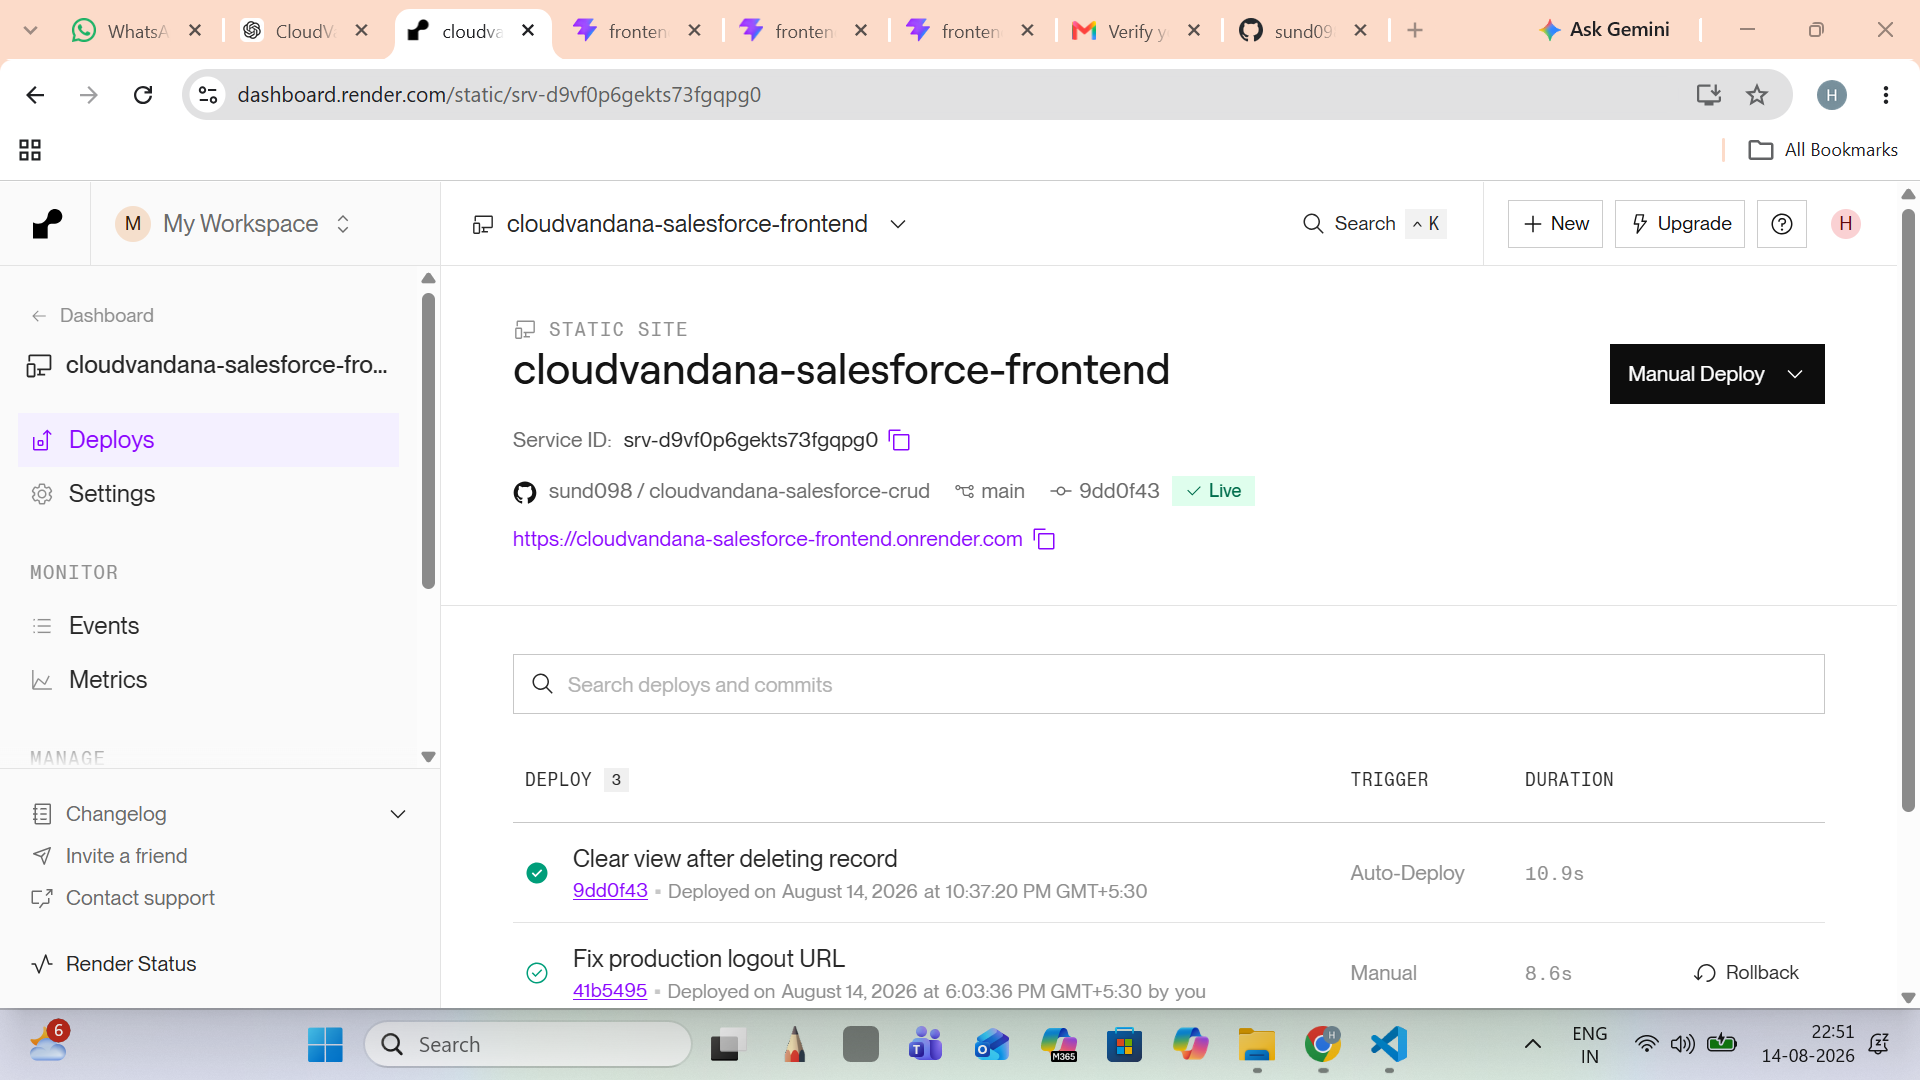 WhatsA
CloudVa
cloudva
fronten
fronten
fronten
Verify y
sund09
Ask Gemini
dashboard.render.com/static/srv-d9vf0p6gekts73fgqpg0
H
All Bookmarks
M My Workspace
cloudvandana-salesforce-frontend
Search ^ K
+ New
Upgrade
H
← Dashboard
cloudvandana-salesforce-fro...
Deploys
Settings
MONITOR
Events
Metrics
MANAGE
Changelog
Invite a friend
Contact support
Render Status
STATIC SITE
cloudvandana-salesforce-frontend
Manual Deploy
Service ID: srv-d9vf0p6gekts73fgqpg0
sund098 / cloudvandana-salesforce-crud main 9dd0f43 Live
https://cloudvandana-salesforce-frontend.onrender.com
Search deploys and commits
DEPLOY 3 TRIGGER DURATION
Clear view after deleting record
9dd0f43 Deployed on August 14, 2026 at 10:37:20 PM GMT+5:30
Auto-Deploy 10.9s
Fix production logout URL
41b5495 Deployed on August 14, 2026 at 6:03:36 PM GMT+5:30 by you
Manual 8.6s Rollback
6
Search
M365
ENG
IN
22:51
14-08-2026